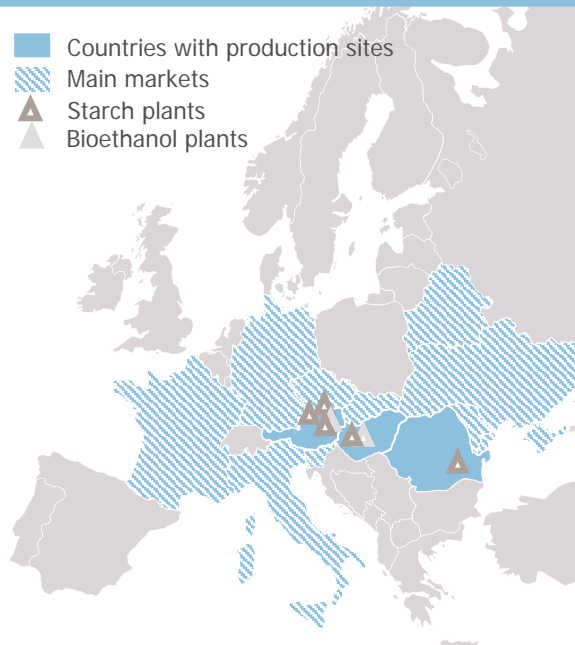 Countries with production sites
Main markets
Starch plants
Bioethanol plants